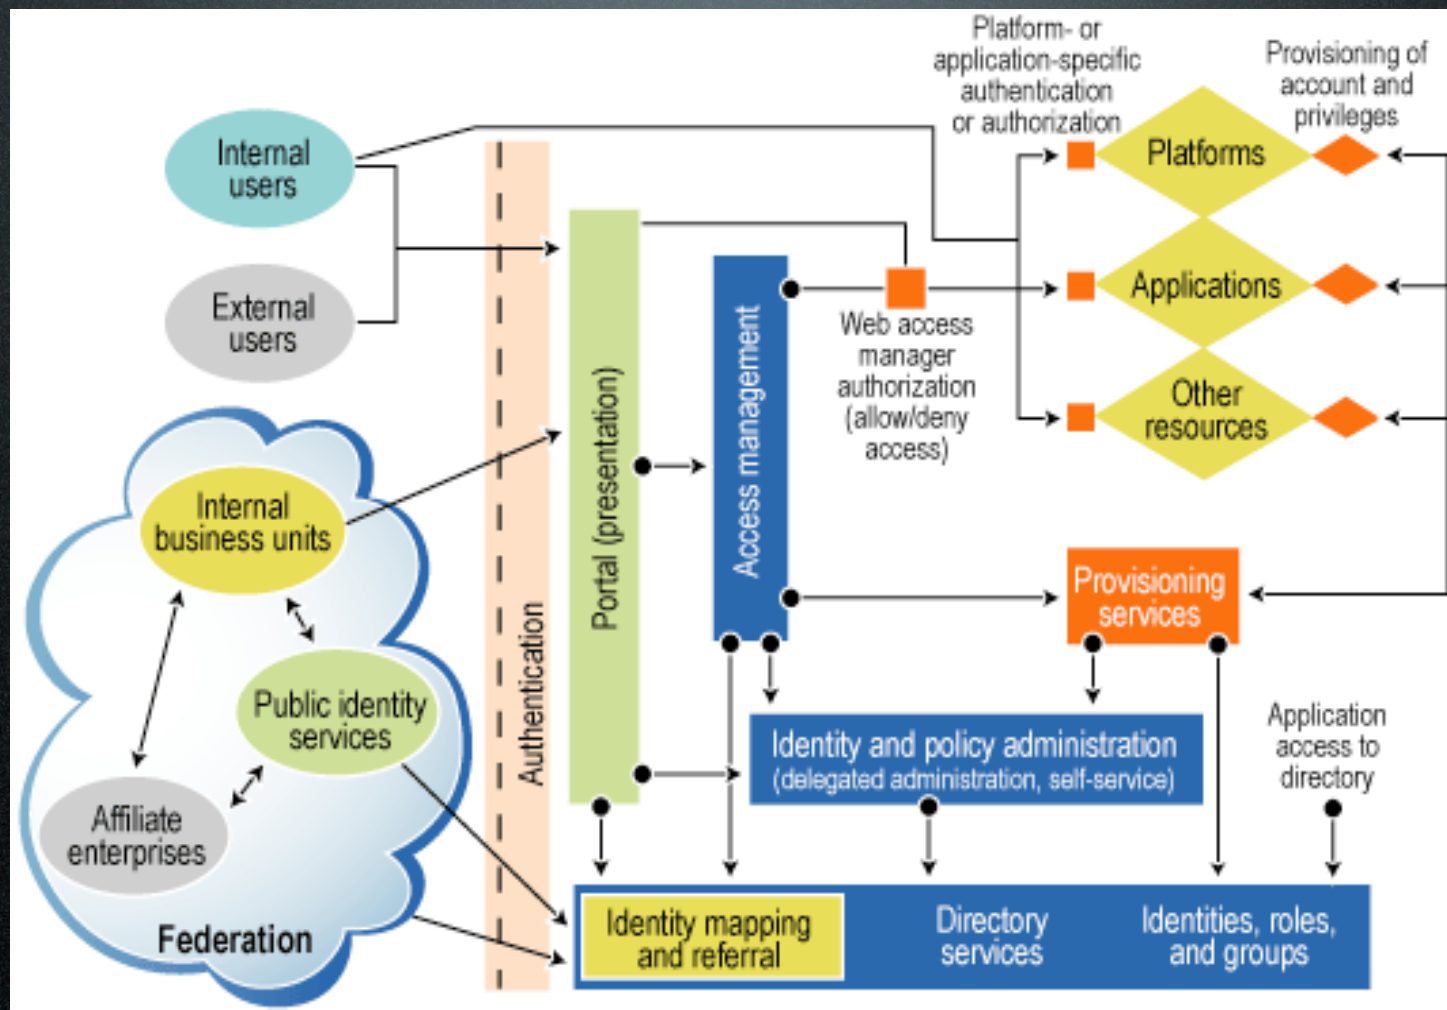 Platform- or
application-specific
authentication
or authorization
Provisioning of
account and
privileges
Internal
users
Platforms
External
users
Applications
Web access
manager
authorization
(allow/deny
access)
Other
resources
Portal (presentation)
Access management
Authentication
Internal
business units
Provisioning
services
Public identity
services
Identity and policy administration
(delegated administration, self-service)
Application
access to
directory
Affiliate
enterprises
Federation
Identity mapping
and referral
Directory
services
Identities, roles,
and groups